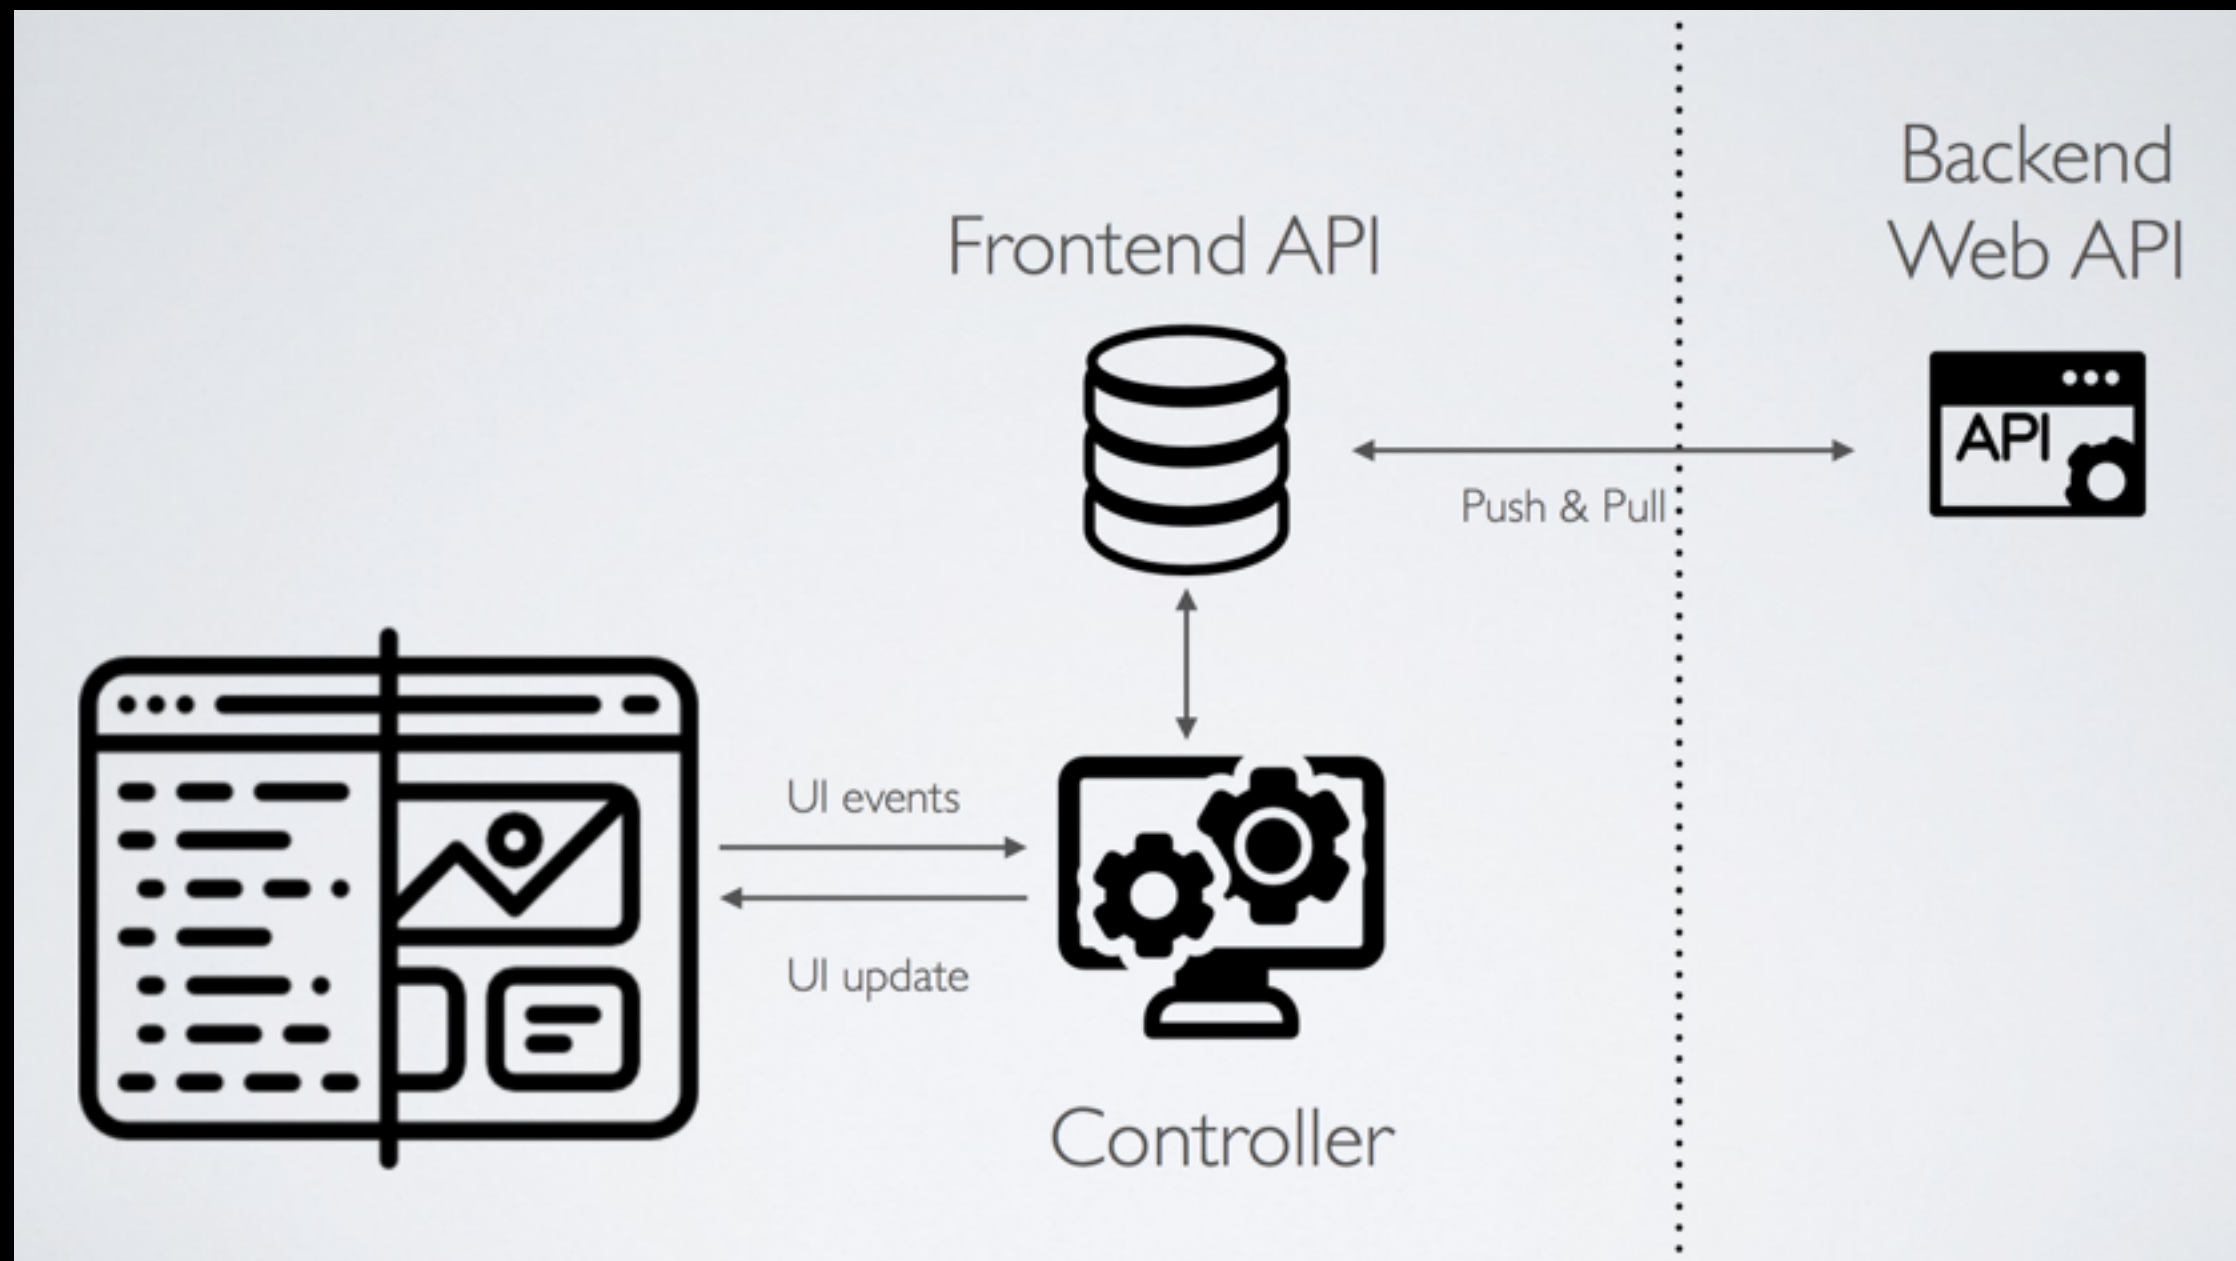 Backend
Web API
Frontend API
API
Push & Pull
UI events
UI update
Controller